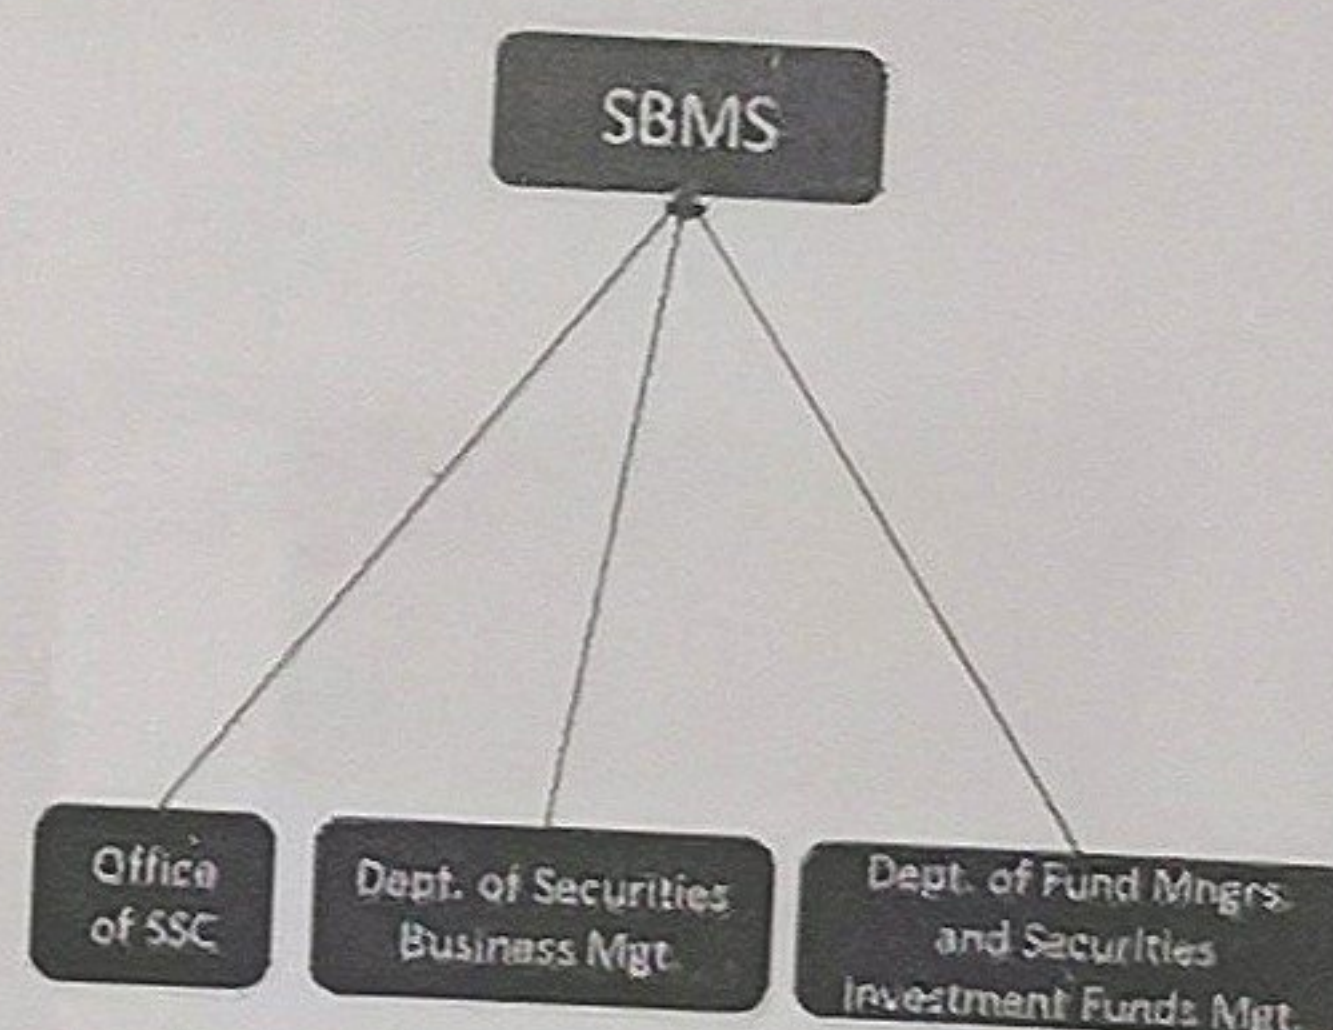 SBMS
Office
of SSC
Dept. of Securities
Business Mgt.
Dept. of Fund Mngrs.
and Securities
Investment Funds Mgt.